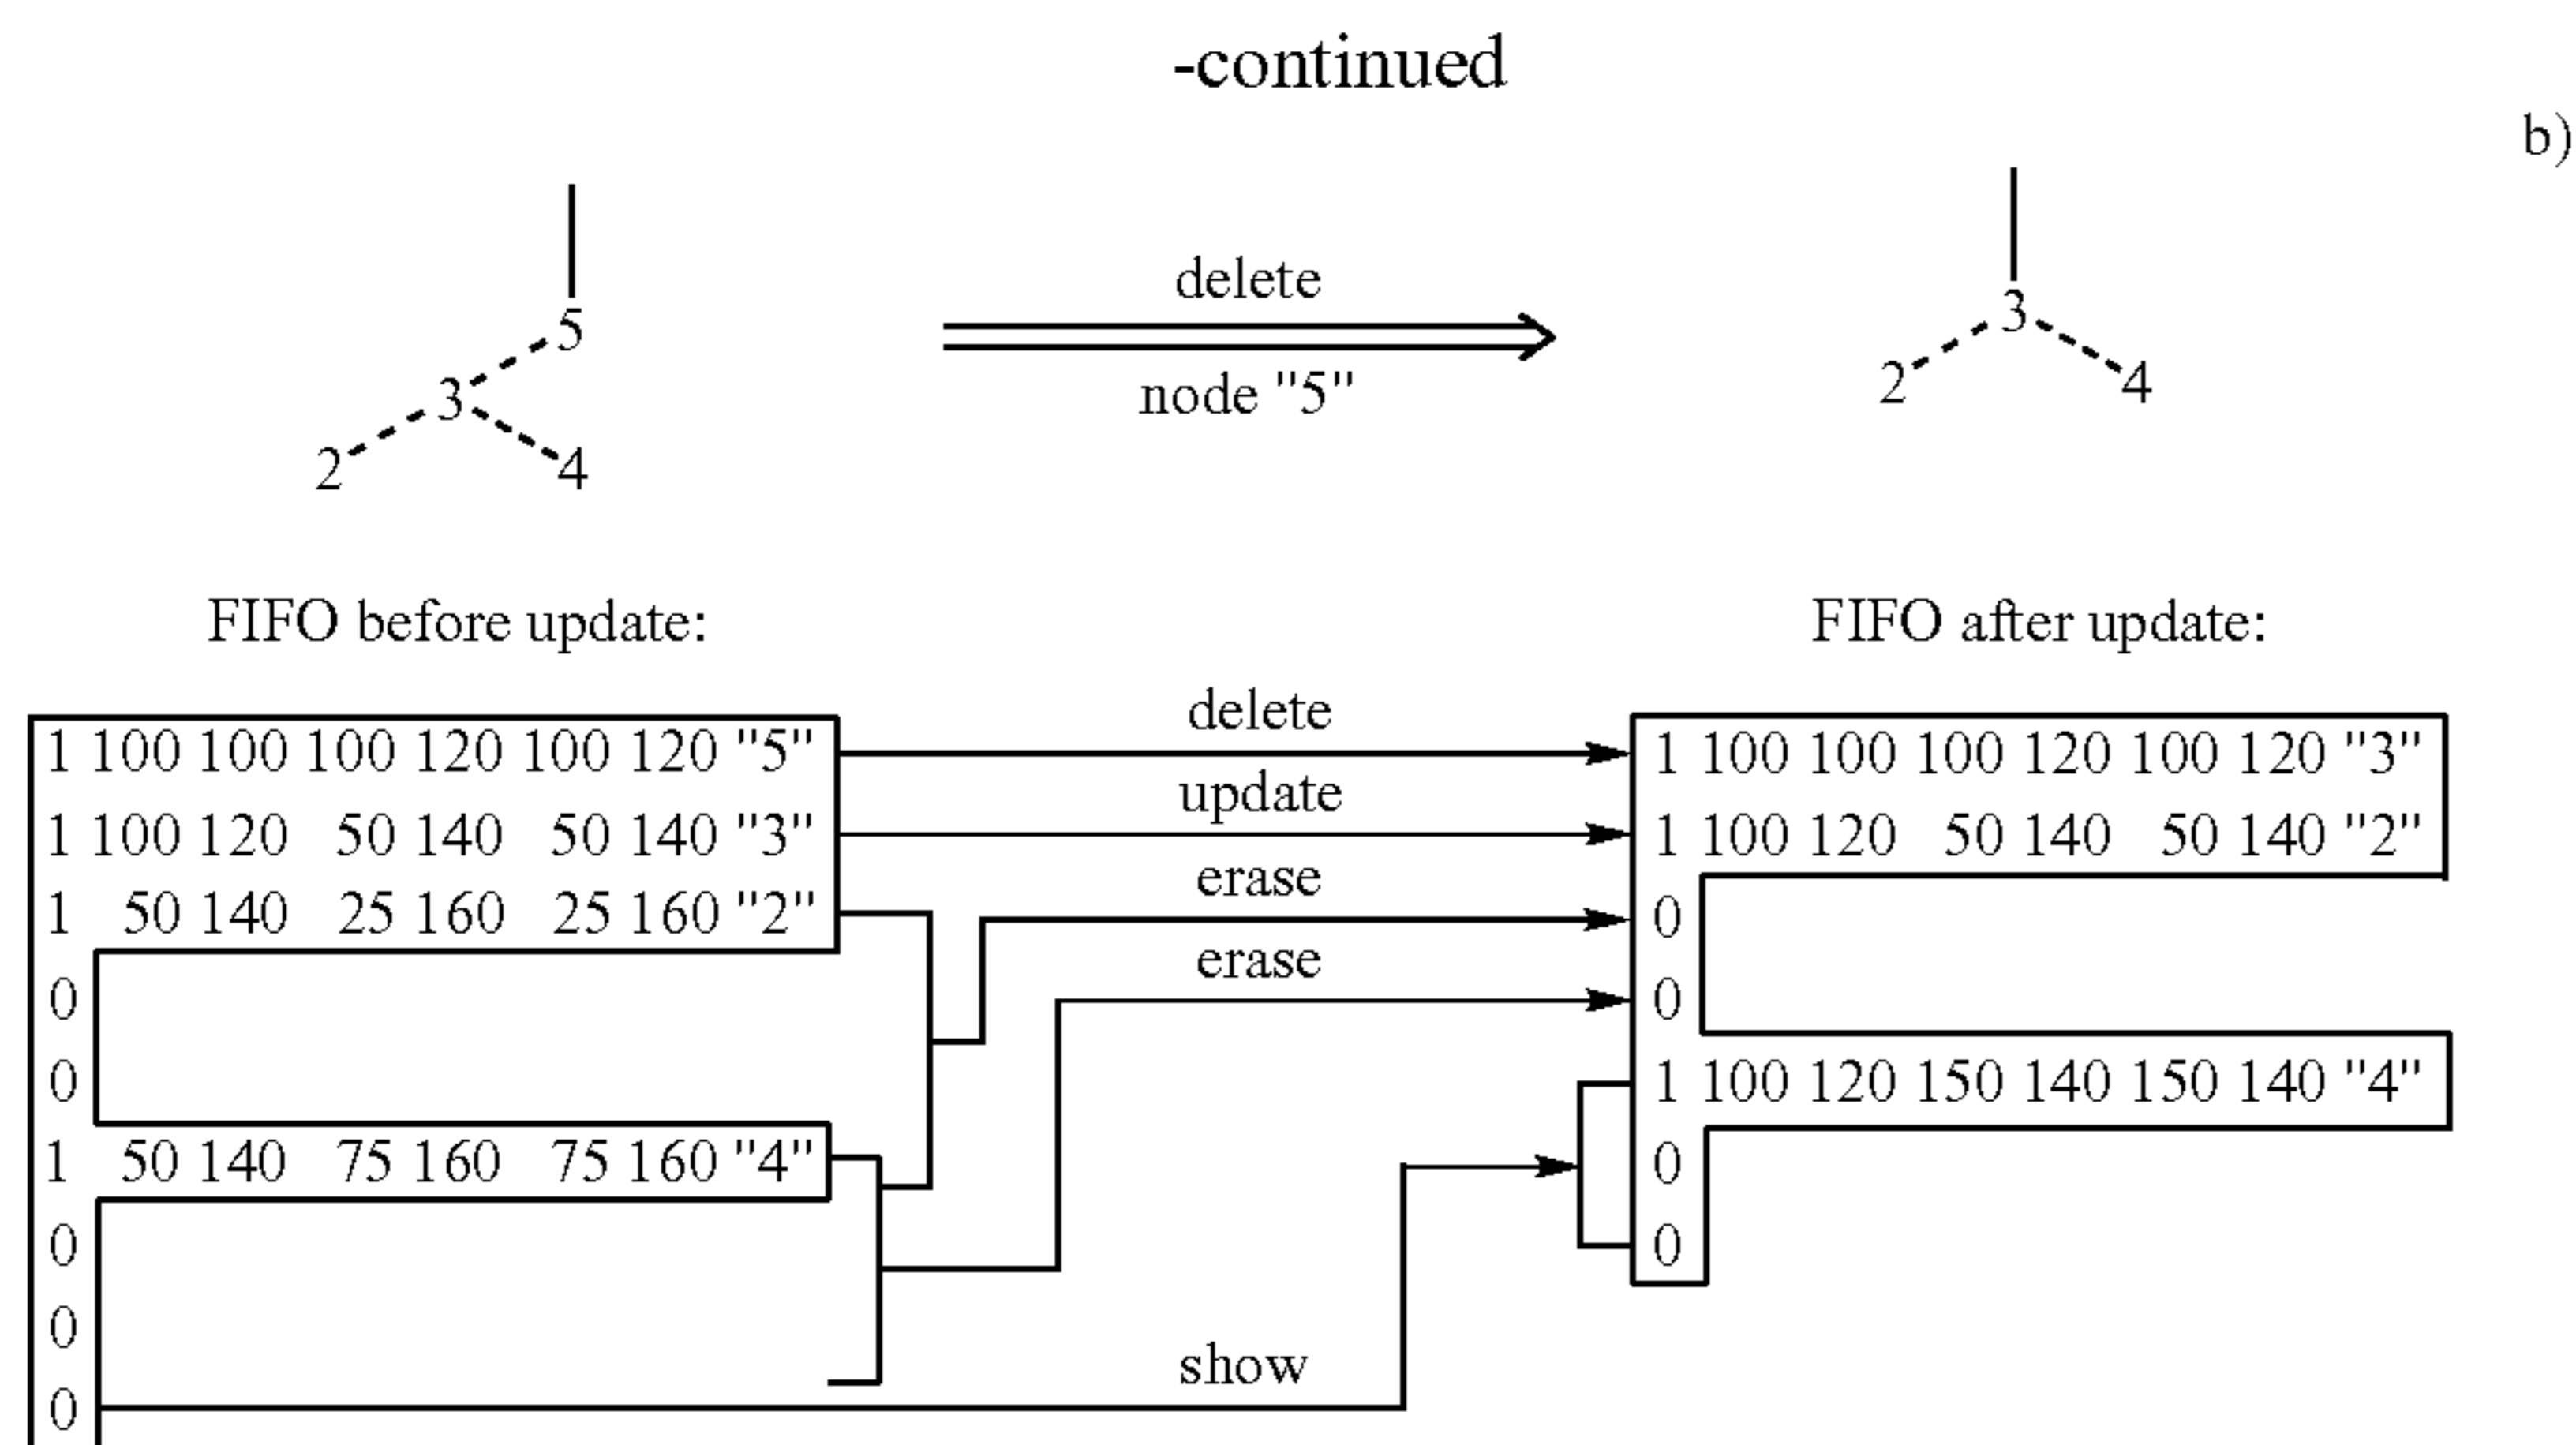 -continued
b)
5
3
2 4
delete
node "5"
3
2 4
FIFO before update:
1 100 100 100 120 100 120 "5"
1 100 120 50 140 50 140 "3"
1 50 140 25 160 25 160 "2"
0
0
1 50 140 75 160 75 160 "4"
0
0
0
delete
update
erase
erase
show
FIFO after update:
1 100 100 100 120 100 120 "3"
1 100 120 50 140 50 140 "2"
0
0
1 100 120 150 140 150 140 "4"
0
0